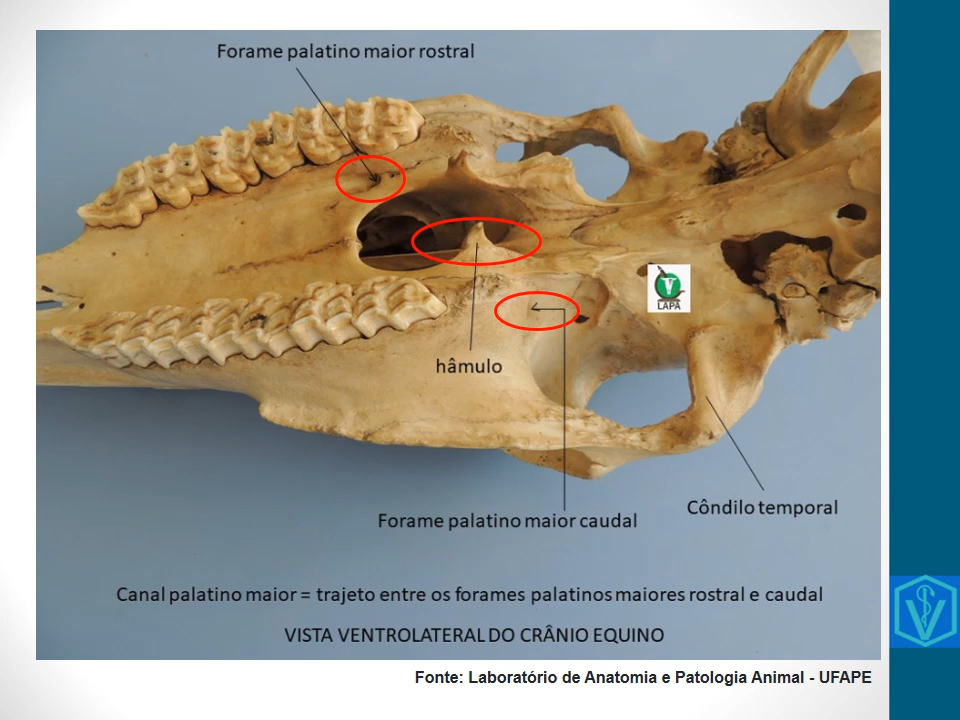 Forame palatino maior rostral
LAPA
hâmulo
Côndilo temporal
Forame palatino maior caudal
Canal palatino maior = trajeto entre os forames palatinos maiores rostral e caudal
VISTA VENTROLATERAL DO CRÂNIO EQUINO
Fonte: Laboratório de Anatomia e Patologia Animal - UFAPE